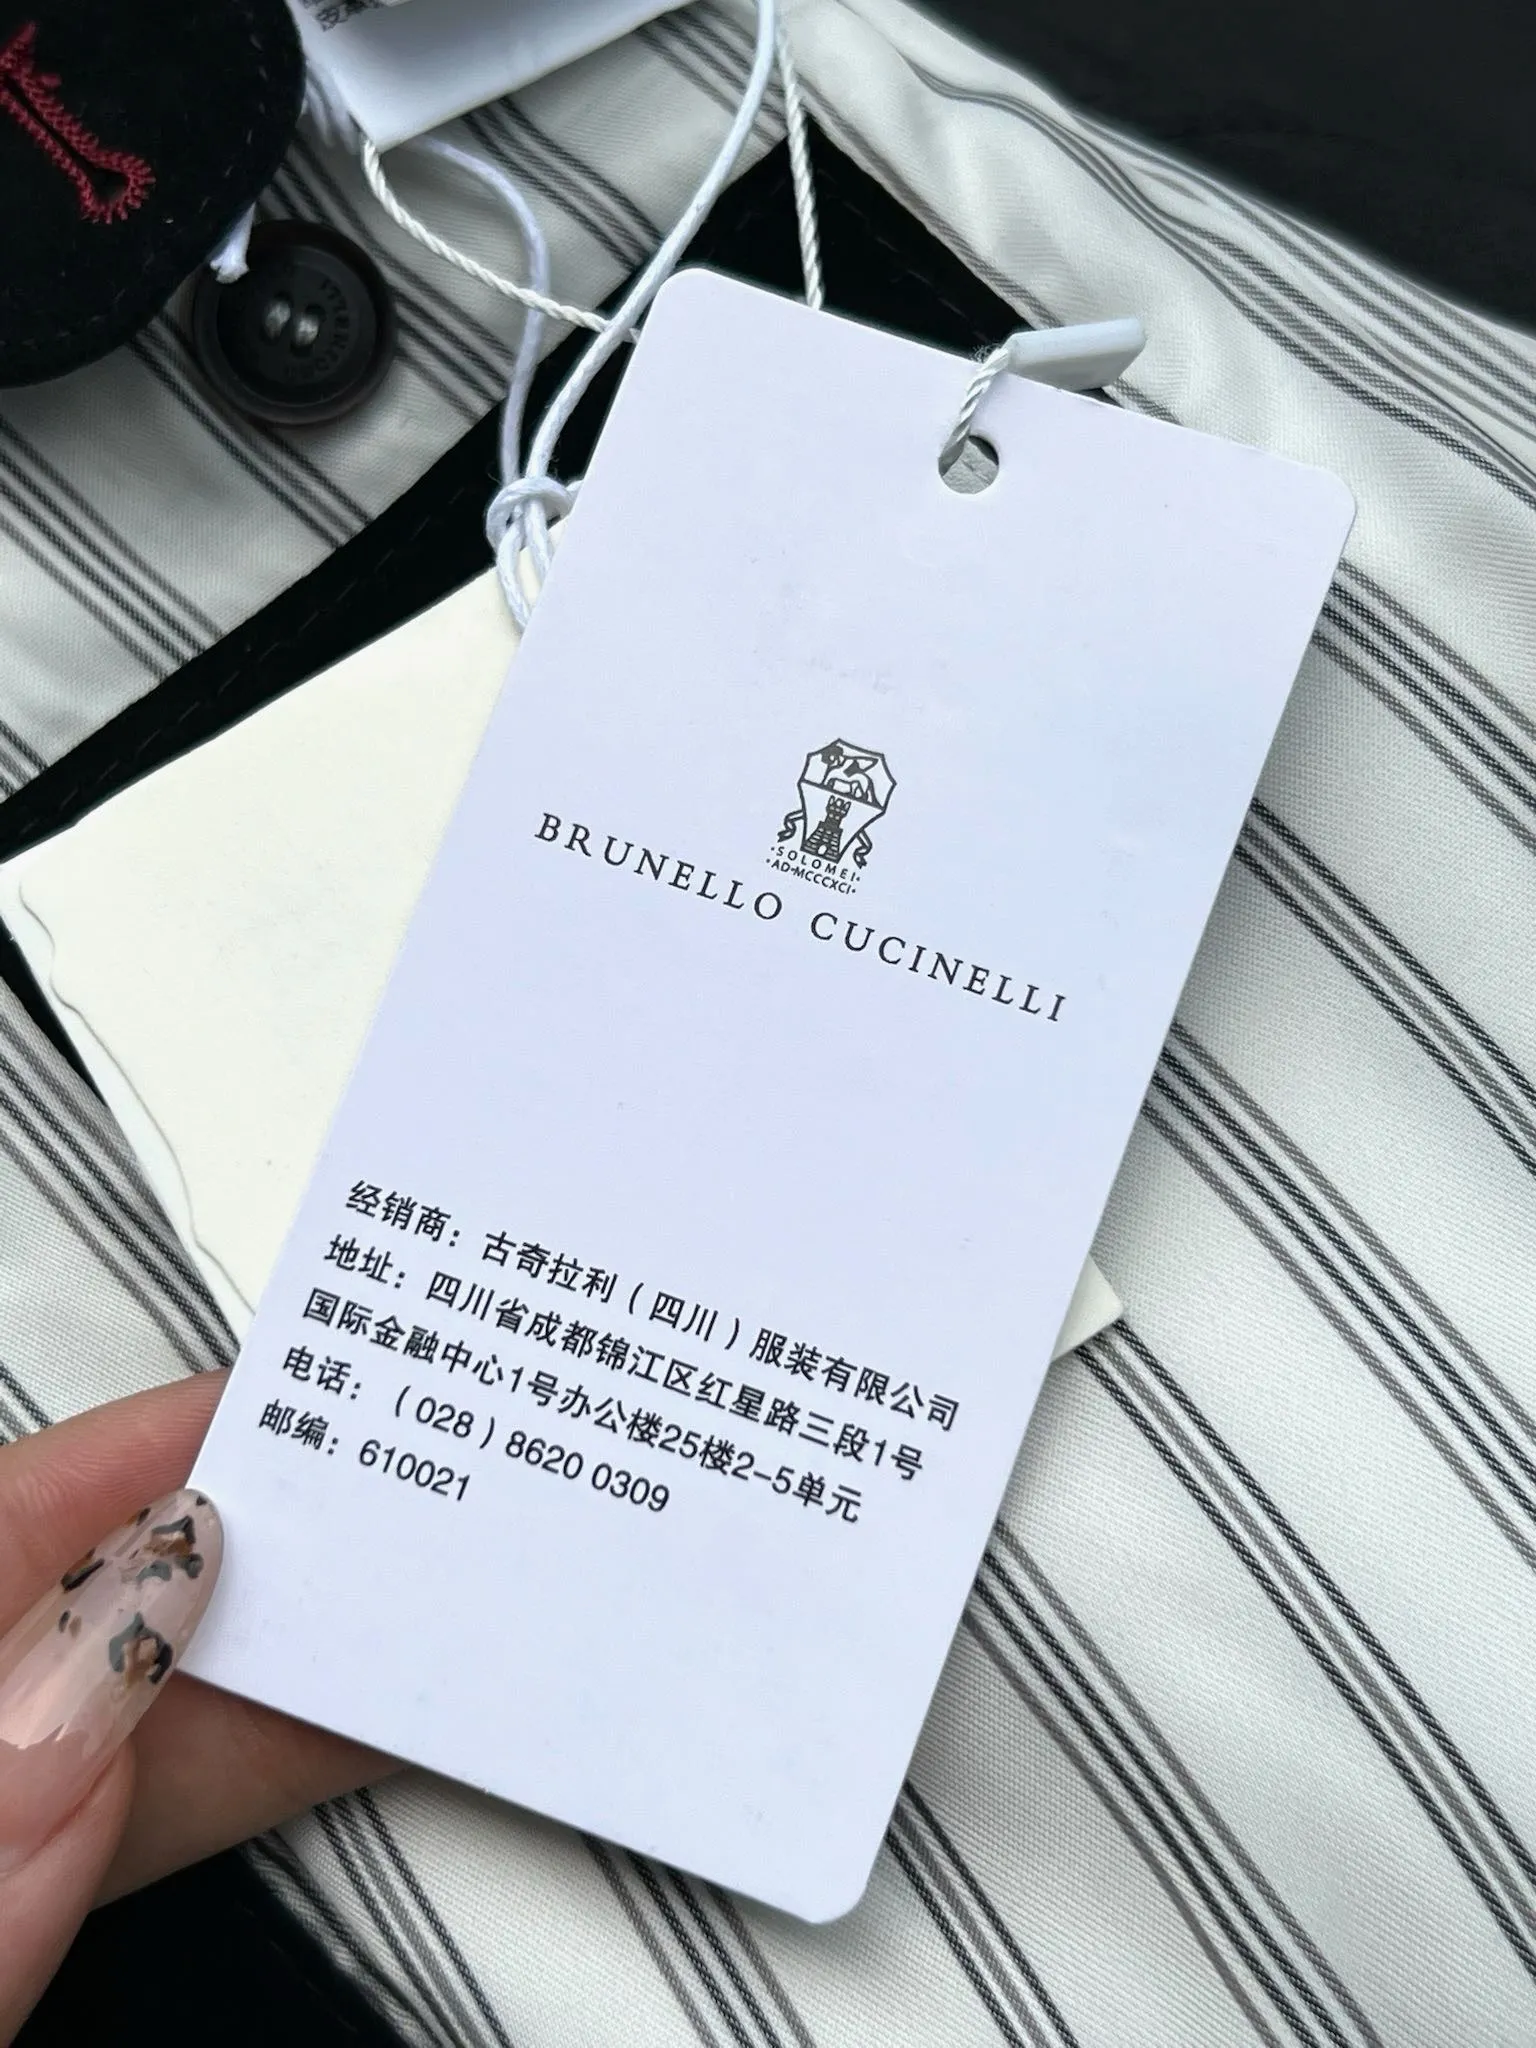 ·SOLOMEI·
·AD·MCCCXCI·
BRUNELLO CUCINELLI
经销商：古奇拉利（四川）服装有限公司
地址：四川省成都锦江区红星路三段1号
国际金融中心1号办公楼25楼2-5单元
电话：（028）8620 0309
邮编：610021